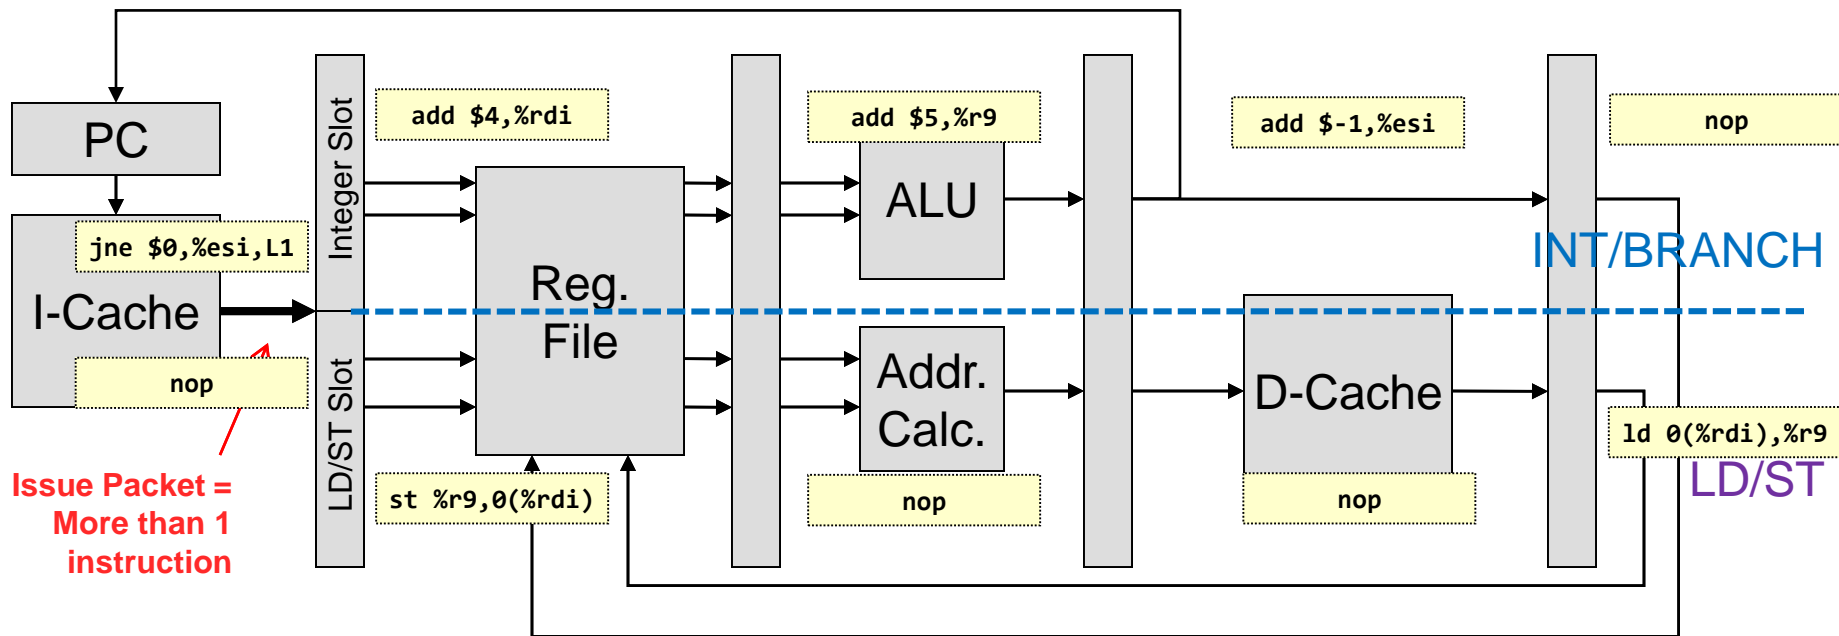 add $4,%rdi
add $5,%r9
add $-1,%esi
nop
PC
Integer Slot
ALU
jne $0,%esi,L1
INT/BRANCH
I-Cache
Reg.
File
nop
LD/ST Slot
Addr.
Calc.
D-Cache
ld 0(%rdi),%r9
LD/ST
Issue Packet =
More than 1
instruction
st %r9,0(%rdi)
nop
nop